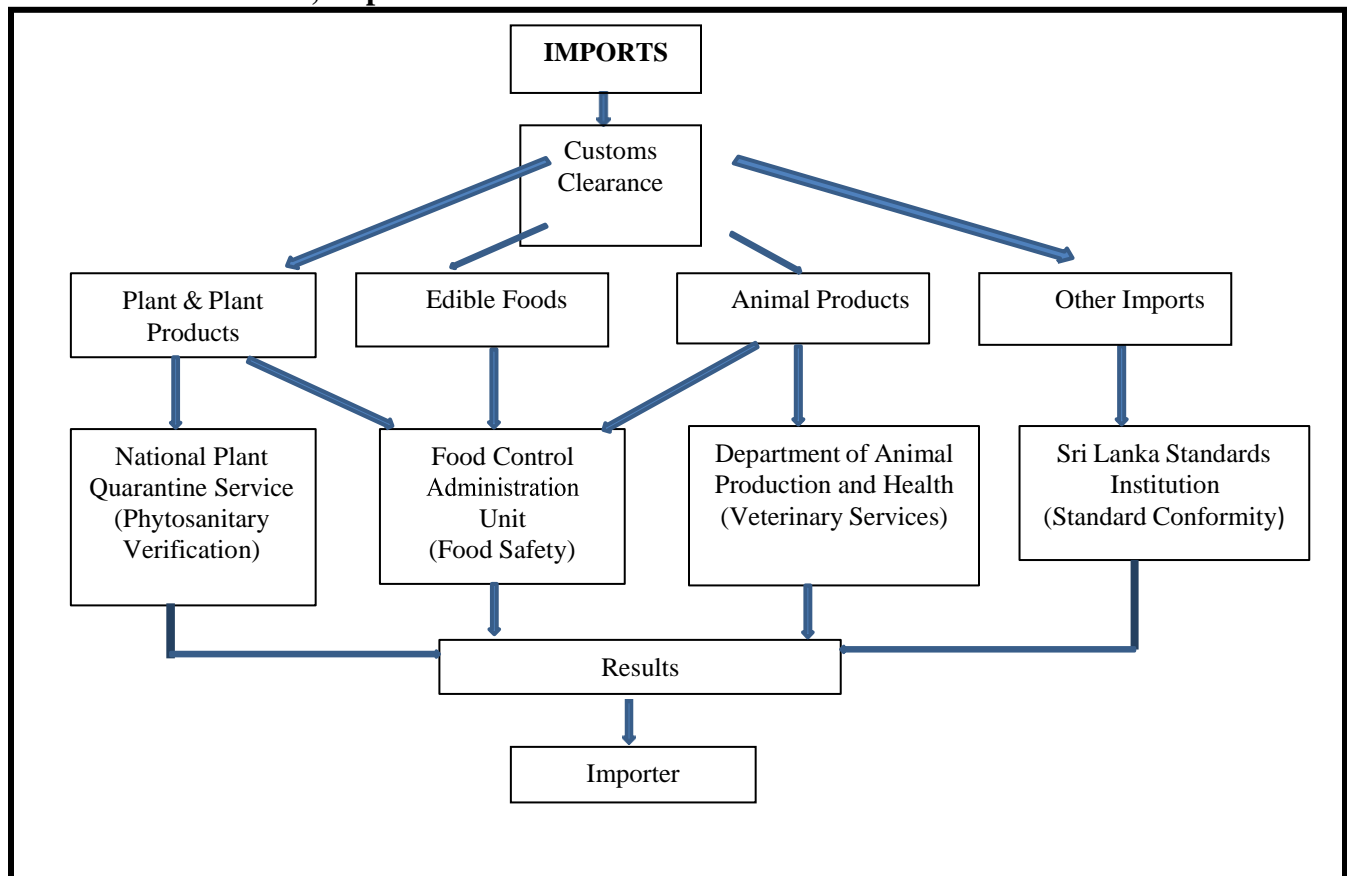 IMPORTS
Customs
Clearance
Plant & Plant
Products
Edible Foods
Animal Products
Other Imports
National Plant
Quarantine Service
(Phytosanitary
Verification)
Food Control
Administration
Unit
(Food Safety)
Department of Animal
Production and Health
(Veterinary Services)
Sri Lanka Standards
Institution
(Standard Conformity)
Results
Importer